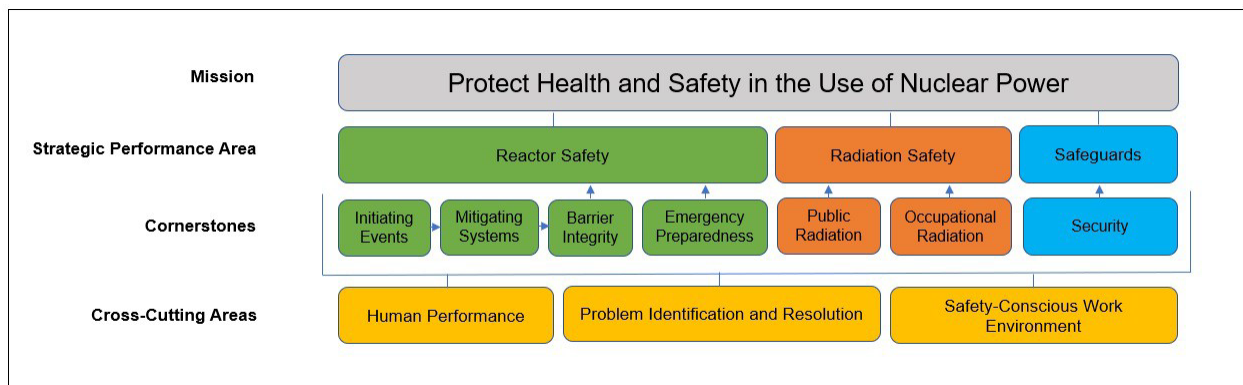 Mission
Protect Health and Safety in the Use of Nuclear Power
Strategic Performance Area
Reactor Safety
Radiation Safety
Safeguards
Cornerstones
Initiating
Events
Mitigating
Systems
Barrier
Integrity
Emergency
Preparedness
Public
Radiation
Occupational
Radiation
Security
Cross-Cutting Areas
Human Performance
Problem Identification and Resolution
Safety-Conscious Work
Environment